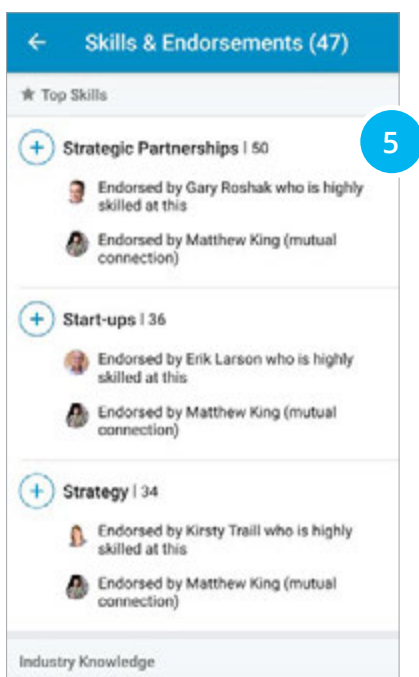 ← Skills & Endorsements (47)
★ Top Skills
5
+ Strategic Partnerships | 50
Endorsed by Gary Roshak who is highly
skilled at this
Endorsed by Matthew King (mutual
connection)
+ Start-ups | 36
Endorsed by Erik Larson who is highly
skilled at this
Endorsed by Matthew King (mutual
connection)
+ Strategy | 34
Endorsed by Kirsty Traill who is highly
skilled at this
Endorsed by Matthew King (mutual
connection)
Industry Knowledge